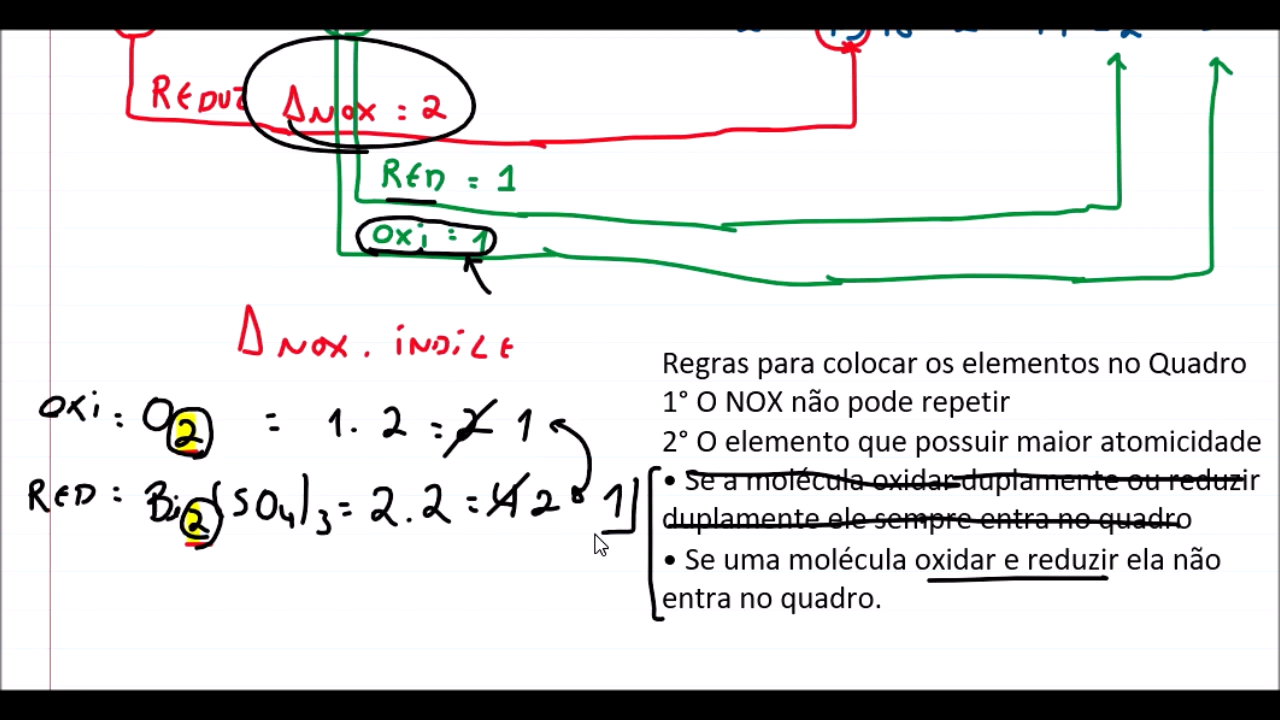 REDUZ ΔNOX : 2
RED = 1
OXi : 1
ΔNOX . iNDiCE
OXi : O2 = 1 . 2 = 2 1
RED : Bi2(SO4)3 = 2 . 2 = 4 2 1
Regras para colocar os elementos no Quadro
1° O NOX não pode repetir
2° O elemento que possuir maior atomicidade
• Se a molécula oxidar duplamente ou reduzir
duplamente ele sempre entra no quadro
• Se uma molécula oxidar e reduzir ela não
entra no quadro.